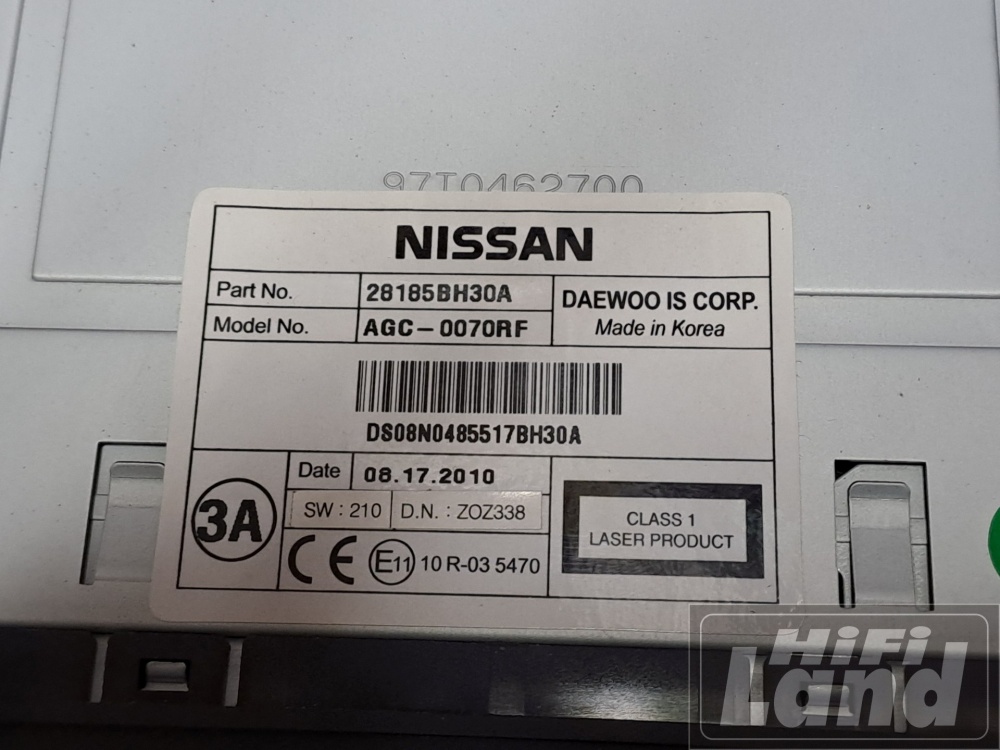 97T0462700
NISSAN
Part No. 28185BH30A
Model No. AGC-0070RF
DAEWOO IS CORP.
Made in Korea
DS08N0485517BH30A
3A
Date 08.17.2010
SW : 210 D.N. : ZOZ338
CE E11 10 R-03 5470
CLASS 1
LASER PRODUCT
HiFi
Land